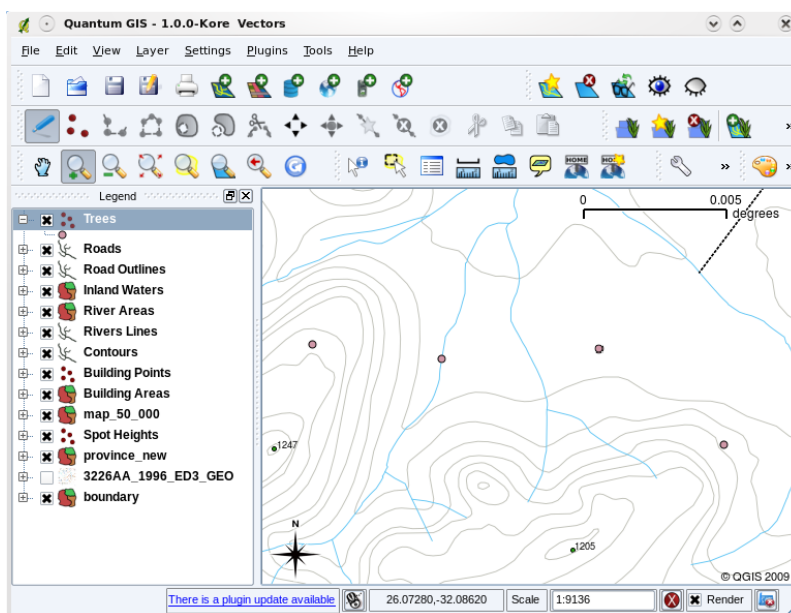 Quantum GIS - 1.0.0-Kore Vectors
File Edit View Layer Settings Plugins Tools Help
HOME HOME
Legend
Trees
Roads
Road Outlines
Inland Waters
River Areas
Rivers Lines
Contours
Building Points
Building Areas
map_50_000
Spot Heights
province_new
3226AA_1996_ED3_GEO
boundary
0 0.005
degrees
1247
N
1205
© QGIS 2009
There is a plugin update available 26.07280,-32.08620 Scale 1:9136 Render